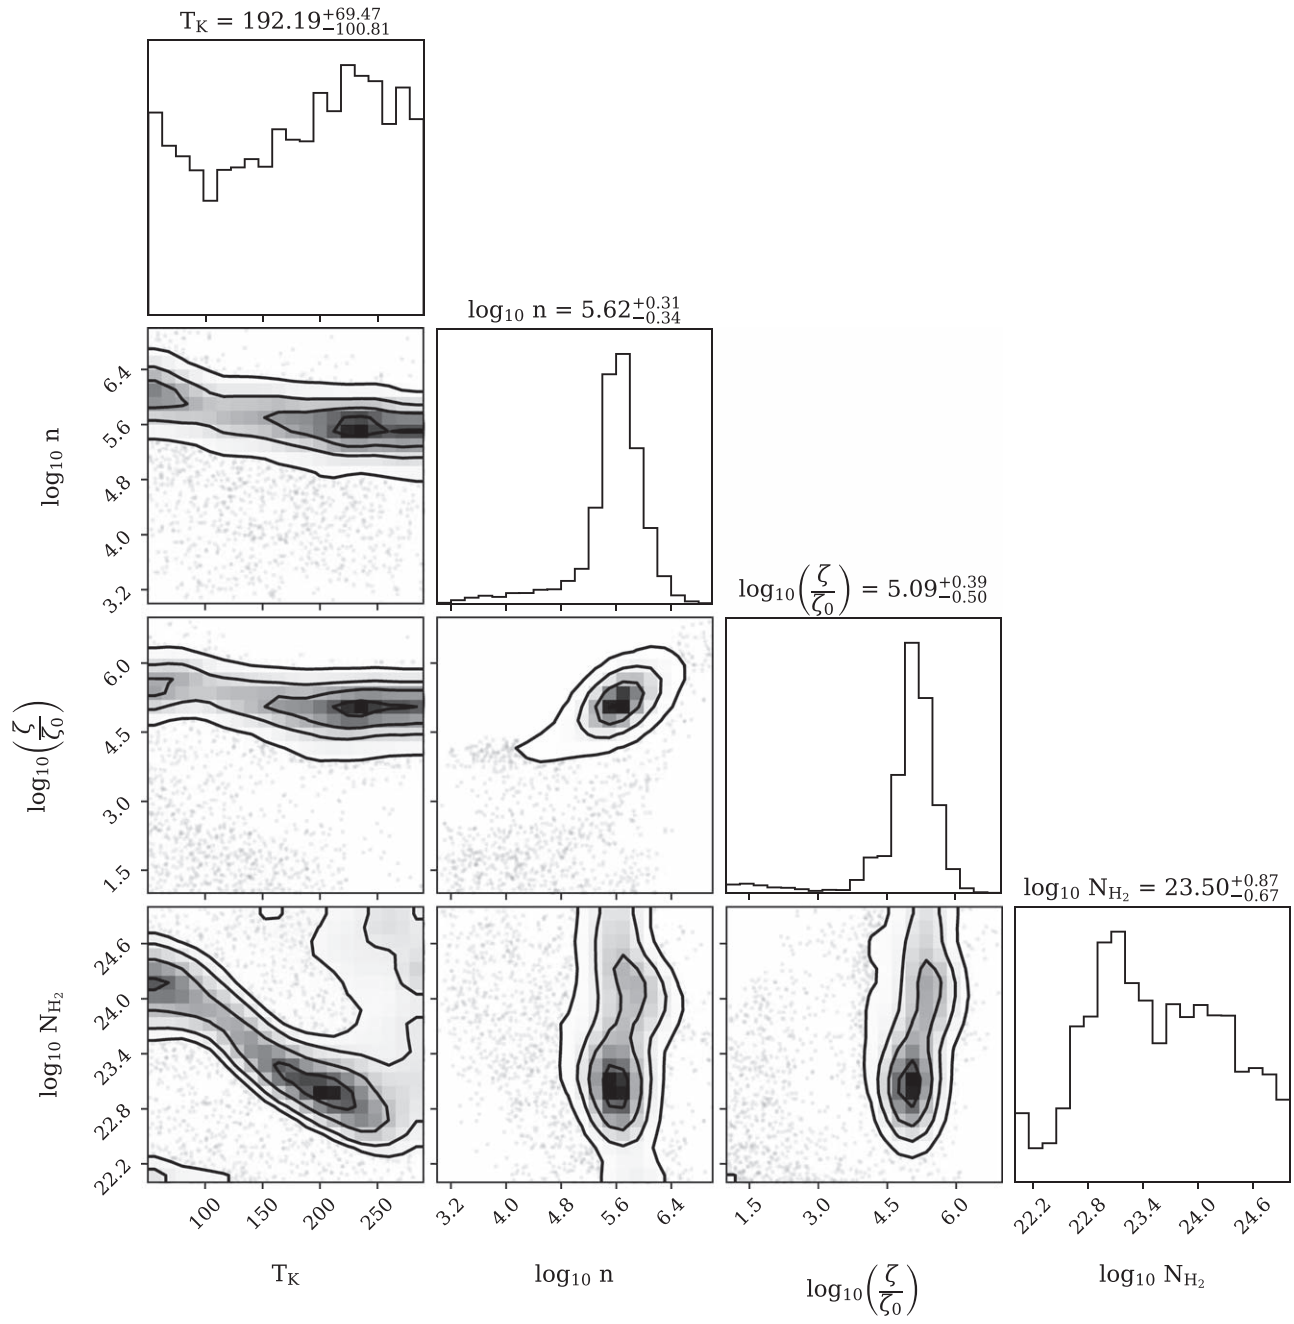 T_K = 192.19^{+69.47}_{−100.81}
log₁₀ n = 5.62^{+0.31}_{−0.34}
log₁₀ n
6.4
5.6
4.8
4.0
3.2
log₁₀(ζ/ζ₀) = 5.09^{+0.39}_{−0.50}
log₁₀(ζ/ζ₀)
6.0
4.5
3.0
1.5
log₁₀ N_{H₂} = 23.50^{+0.87}_{−0.67}
log₁₀ N_{H₂}
24.6
24.0
23.4
22.8
22.2
100 150 200 250 3.2 4.0 4.8 5.6 6.4 1.5 3.0 4.5 6.0 22.2 22.8 23.4 24.0 24.6
T_K log₁₀ n log₁₀(ζ/ζ₀) log₁₀ N_{H₂}